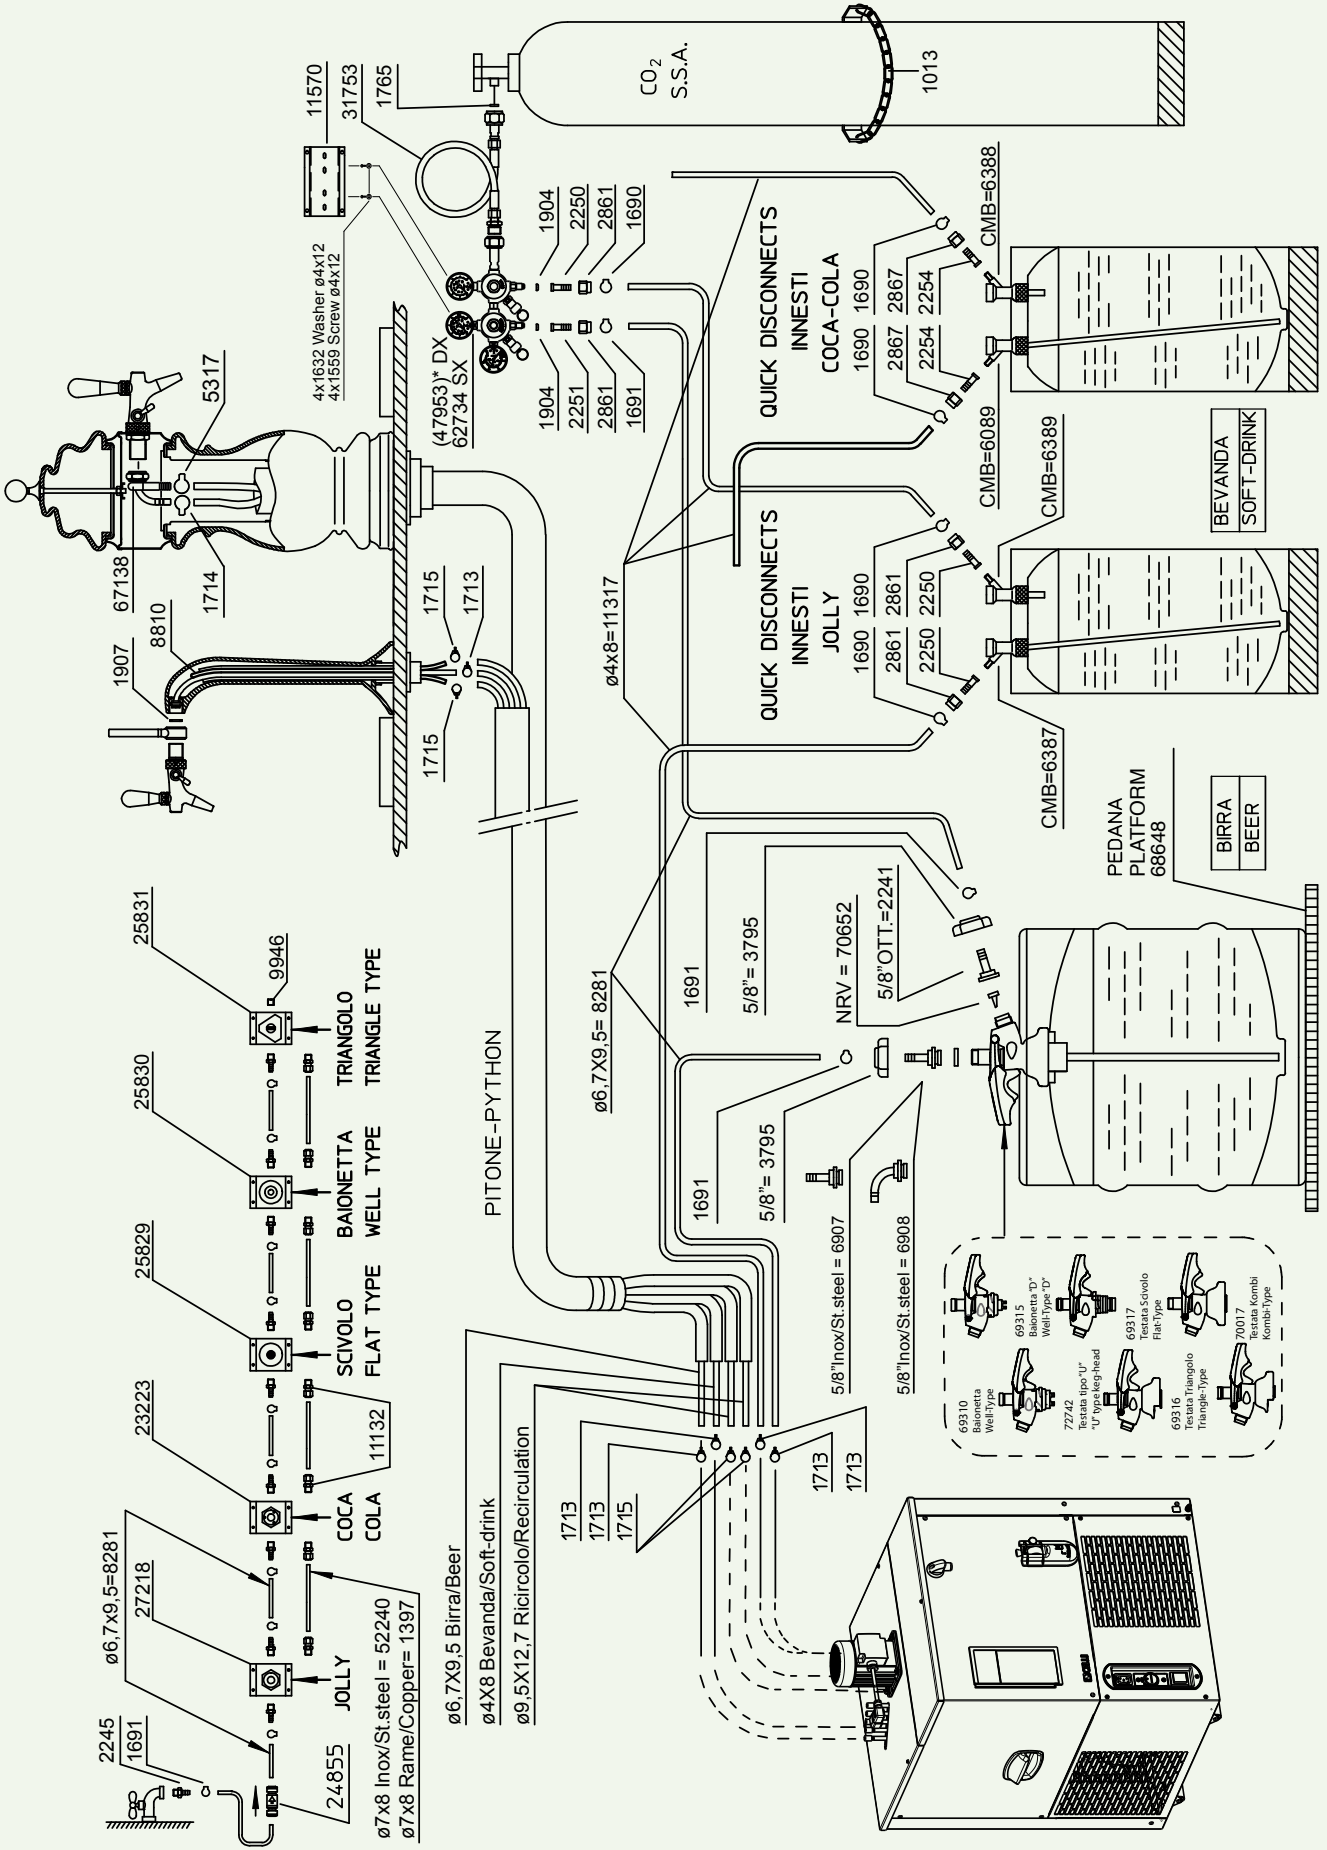 2245
1691
ø6,7x9,5=8281
27218
23223
25829
25830
25831
9946
24855
JOLLY
COCA
COLA
11132
SCIVOLO
FLAT TYPE
BAIONETTA
WELL TYPE
TRIANGOLO
TRIANGLE TYPE
ø7x8 Inox/St.steel = 52240
ø7x8 Rame/Copper= 1397
1907
8810
67138
1714
5317
1715
1715
1713
4x1632 Washer ø4x12
4x1559 Screw ø4x12
11570
31753
1765
(47953)* DX
62734 SX
1904
2250
2861
1690
1904
2251
2861
1691
CO2
S.S.A.
1013
PITONE-PYTHON
ø6,7X9,5 Birra/Beer
ø4X8 Bevanda/Soft-drink
ø9,5X12,7 Ricircolo/Recirculation
1713
1713
1715
1713
1713
ø6,7X9,5= 8281
ø4x8=11317
QUICK DISCONNECTS
INNESTI
JOLLY
1690
1690
2861
2861
2250
2250
CMB=6387
CMB=6389
QUICK DISCONNECTS
INNESTI
COCA-COLA
1690
1690
2867
2867
2254
2254
CMB=6089
CMB=6388
1691
5/8"= 3795
1691
5/8"= 3795
NRV = 70652
5/8"OTT.=2241
5/8"Inox/St.steel = 6907
5/8"Inox/St.steel = 6908
PEDANA
PLATFORM
68648
BIRRA
BEER
BEVANDA
SOFT-DRINK
69310
Baionetta
Well-Type
69315
Baionetta "D"
Well-Type "D"
72742
Testata tipo "U"
"U" type keg-head
69317
Testata Scivolo
Flat-Type
69316
Testata Triangolo
Triangle-Type
70017
Testata Kombi
Kombi-Type